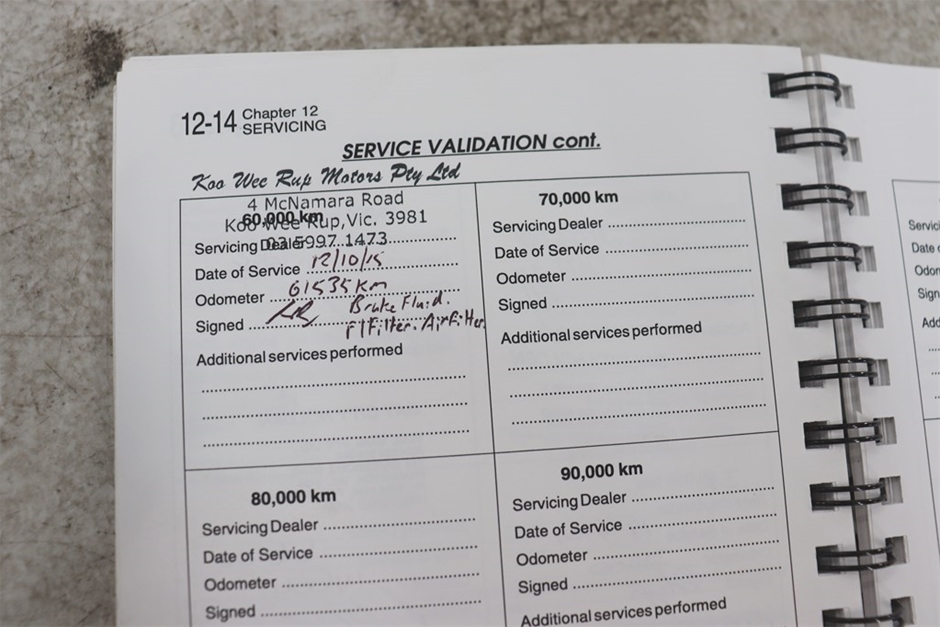 12-14 Chapter 12
SERVICING
SERVICE VALIDATION cont.
Koo Wee Rup Motors Pty Ltd
4 McNamara Road
60,000 km
Koo Wee Rup, Vic. 3981
Servicing Dealer
03 5997 1473
Date of Service 12/10/15
Odometer 61535 Km
Signed Brake Fluid.
F/Filter. Air Filter.
Additional services performed
70,000 km
Servicing Dealer
Date of Service
Odometer
Signed
Additional services performed
80,000 km
Servicing Dealer
Date of Service
Odometer
Signed
90,000 km
Servicing Dealer
Date of Service
Odometer
Signed
Additional services performed